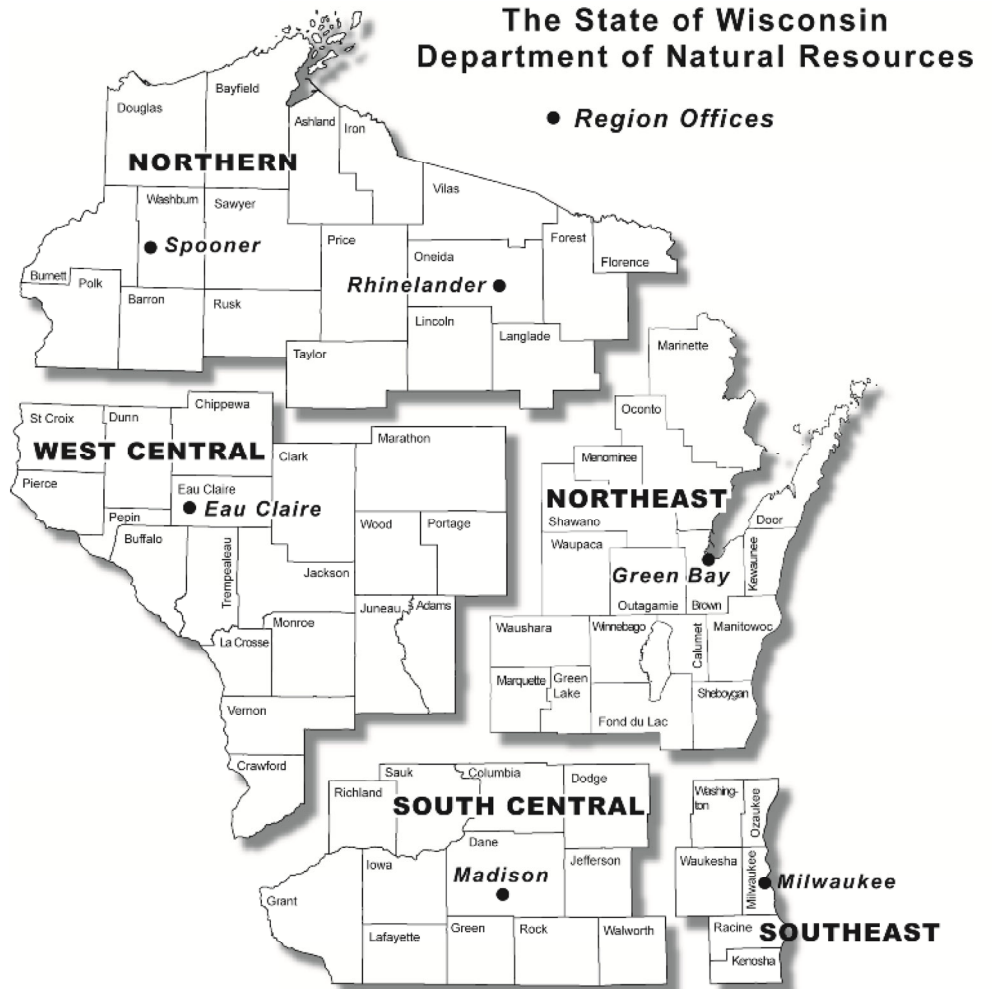 The State of Wisconsin
Department of Natural Resources
● Region Offices
Bayfield
Douglas
Ashland
Iron
NORTHERN
Vilas
Washburn
Sawyer
Spooner
Price
Forest
Oneida
Florence
Burnett
Polk
Rhinelander
Barron
Rusk
Lincoln
Langlade
Taylor
Marinette
Chippewa
St Croix
Dunn
Oconto
WEST CENTRAL
Marathon
Clark
Menominee
Pierce
Eau Claire
Eau Claire
NORTHEAST
Pepin
Buffalo
Wood
Portage
Shawano
Door
Waupaca
Trempealeau
Jackson
Green Bay
Kewaunee
Juneau
Adams
Outagamie
Brown
Monroe
La Crosse
Waushara
Winnebago
Calumet
Manitowoc
Marquette
Green
Lake
Sheboygan
Vernon
Fond du Lac
Crawford
Sauk
Columbia
Dodge
Richland
SOUTH CENTRAL
Washing-
ton
Ozaukee
Dane
Iowa
Jefferson
Waukesha
Madison
Milwaukee
Milwaukee
Grant
Lafayette
Green
Rock
Walworth
Racine
SOUTHEAST
Kenosha